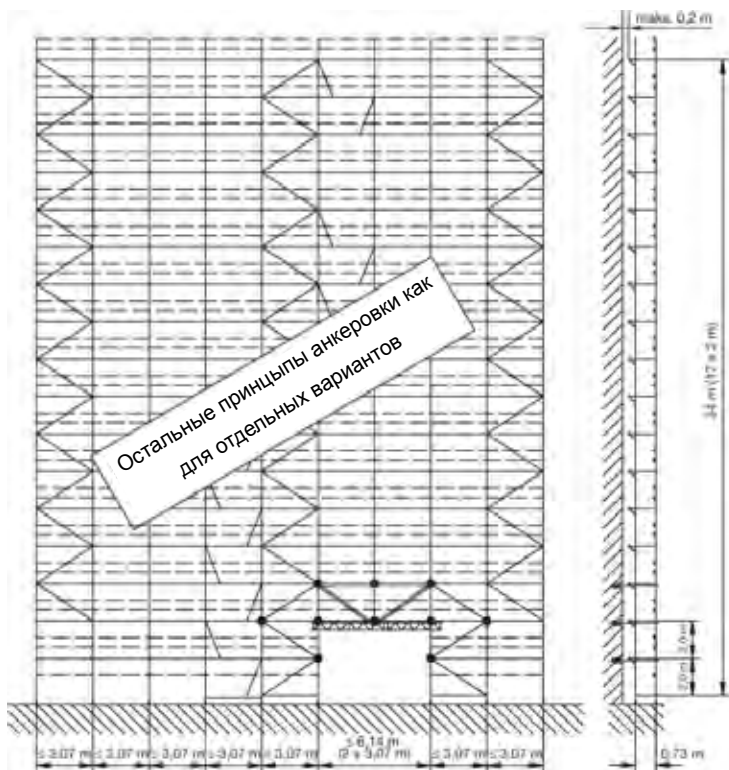 maks. 0,2 m
Остальные принцыпы анкеровки как
для отдельных вариантов
34 m (17 x 2 m)
2,0 m
2,0 m
≤ 6,14 m
≤ 3,07 m ≤ 3,07 m ≤ 3,07 m ≤ 3,07 m ≤ 3,07 m (2 x 3,07 m) ≤ 3,07 m ≤ 3,07 m 0,73 m